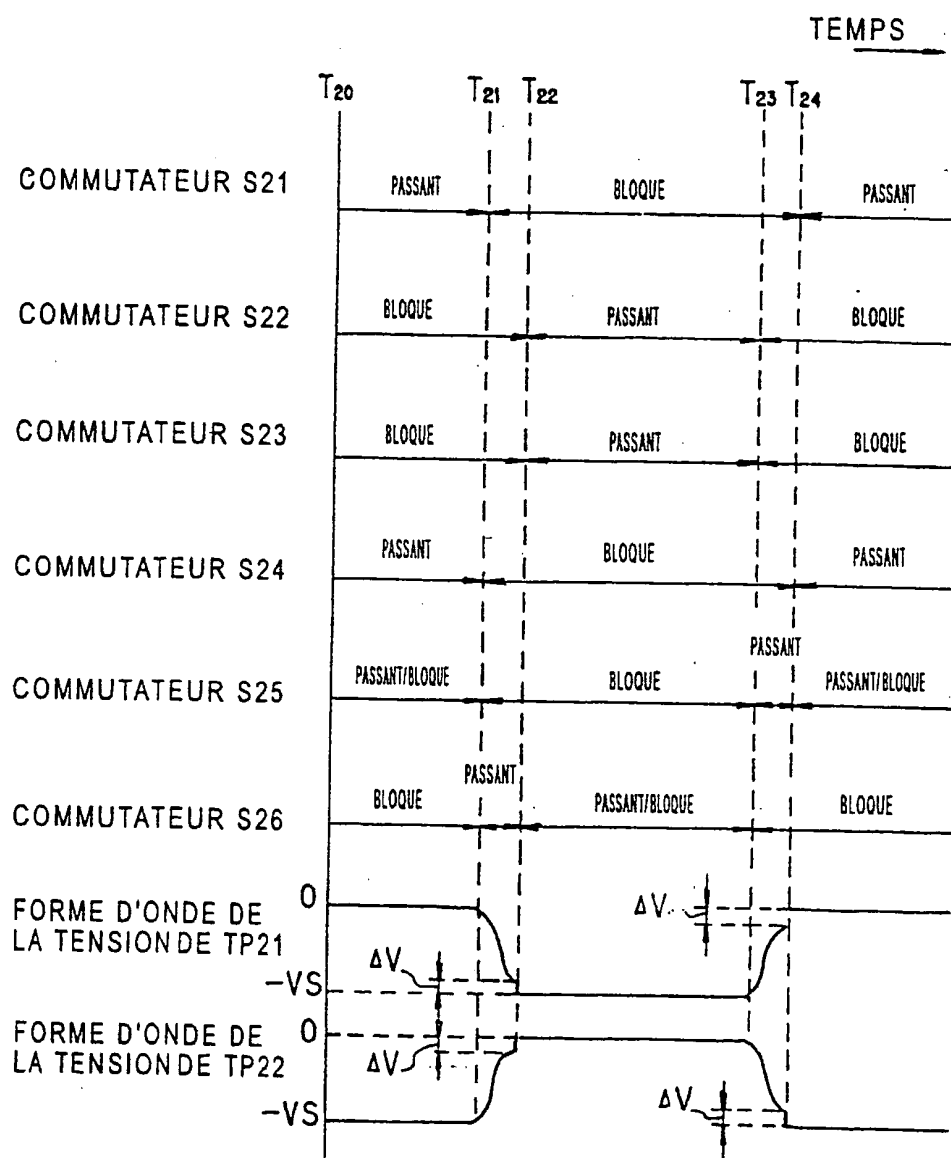 TEMPS
T20 T21 T22 T23 T24
COMMUTATEUR S21 PASSANT BLOQUE PASSANT
COMMUTATEUR S22 BLOQUE PASSANT BLOQUE
COMMUTATEUR S23 BLOQUE PASSANT BLOQUE
COMMUTATEUR S24 PASSANT BLOQUE PASSANT
PASSANT
COMMUTATEUR S25 PASSANT/BLOQUE BLOQUE PASSANT/BLOQUE
PASSANT
COMMUTATEUR S26 BLOQUE PASSANT/BLOQUE BLOQUE
0
FORME D'ONDE DE ΔV
LA TENSION DE TP21
ΔV
-VS
FORME D'ONDE DE 0
LA TENSION DE TP22 ΔV
ΔV
-VS